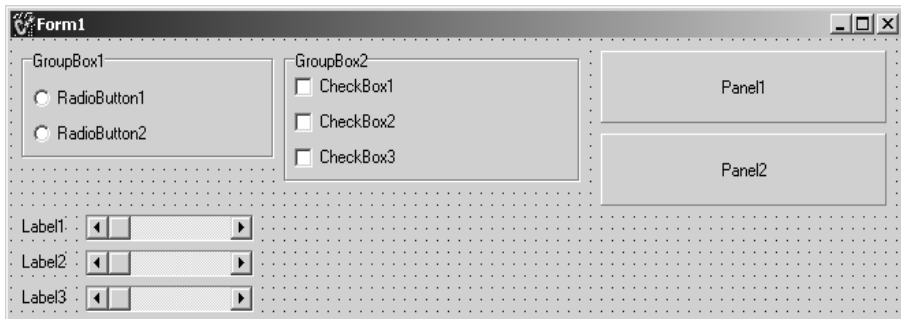 Form1
GroupBox1
RadioButton1
RadioButton2
GroupBox2
CheckBox1
CheckBox2
CheckBox3
Panel1
Panel2
Label1
Label2
Label3